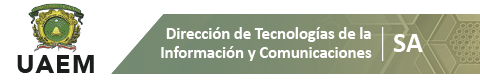 UAEM
Dirección de Tecnologías de la
Información y Comunicaciones
SA